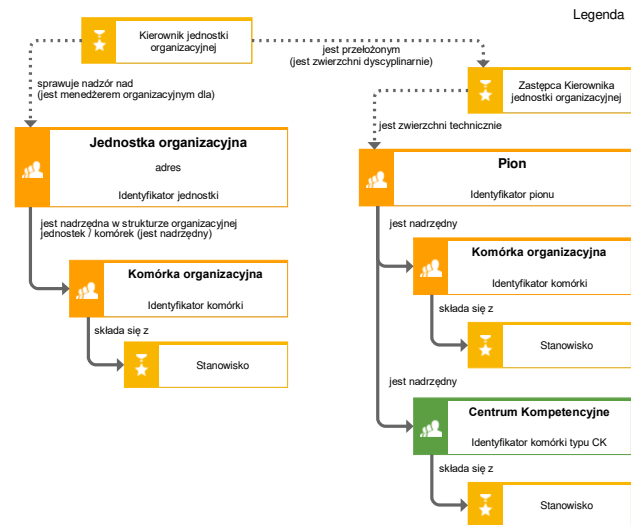 Legenda
Kierownik jednostki
organizacyjnej
jest przełożonym
(jest zwierzchni dyscyplinarnie)
sprawuje nadzór nad
(jest menedżerem organizacyjnym dla)
Zastępca Kierownika
jednostki organizacyjnej
jest zwierzchni technicznie
Jednostka organizacyjna
adres
Identyfikator jednostki
Pion
Identyfikator pionu
jest nadrzędna w strukturze organizacyjnej
jednostek / komórek (jest nadrzędny)
jest nadrzędny
Komórka organizacyjna
Identyfikator komórki
Komórka organizacyjna
Identyfikator komórki
składa się z
składa się z
Stanowisko
Stanowisko
jest nadrzędny
Centrum Kompetencyjne
Identyfikator komórki typu CK
składa się z
Stanowisko